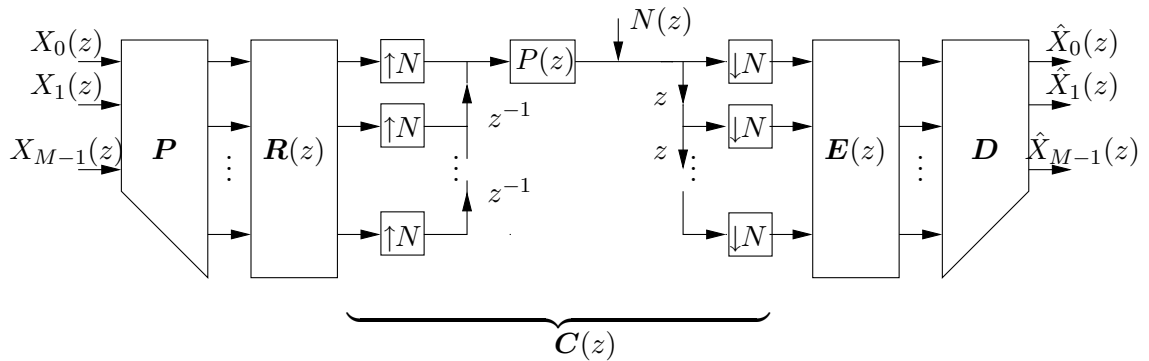 N(z)
X_0(z)
↑N
P(z)
↓N
X̂_0(z)
X_1(z)
X̂_1(z)
z
z^{-1}
↑N
↓N
X_{M-1}(z)
P
R(z)
z
E(z)
D
X̂_{M-1}(z)
⋮
⋮
⋮
⋮
z^{-1}
↑N
↓N
C(z)